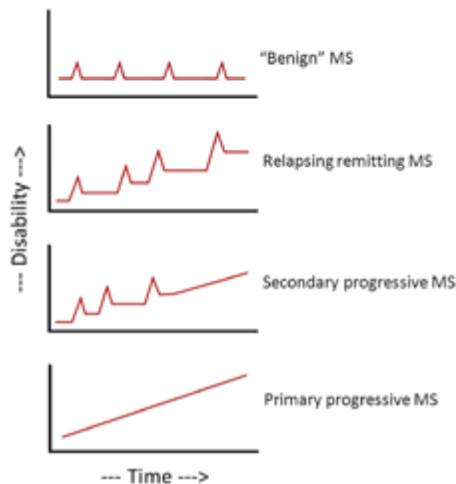 "Benign" MS
Relapsing remitting MS
--- Disability --->
Secondary progressive MS
Primary progressive MS
--- Time --->